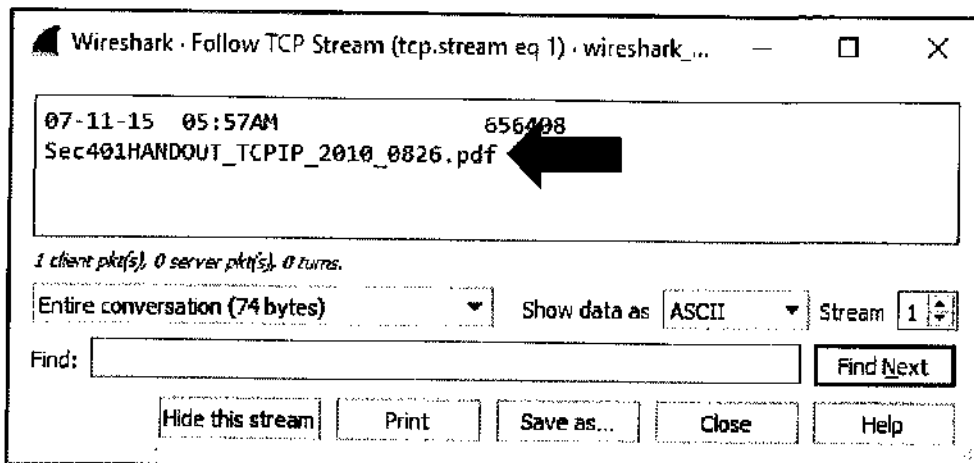 Wireshark · Follow TCP Stream (tcp.stream eq 1) · wireshark_...
07-11-15 05:57AM 656408
Sec401HANDOUT_TCPIP_2010_0826.pdf
1 client pkt(s), 0 server pkt(s), 0 turns.
Entire conversation (74 bytes) Show data as ASCII Stream 1
Find: Find Next
Hide this stream Print Save as... Close Help